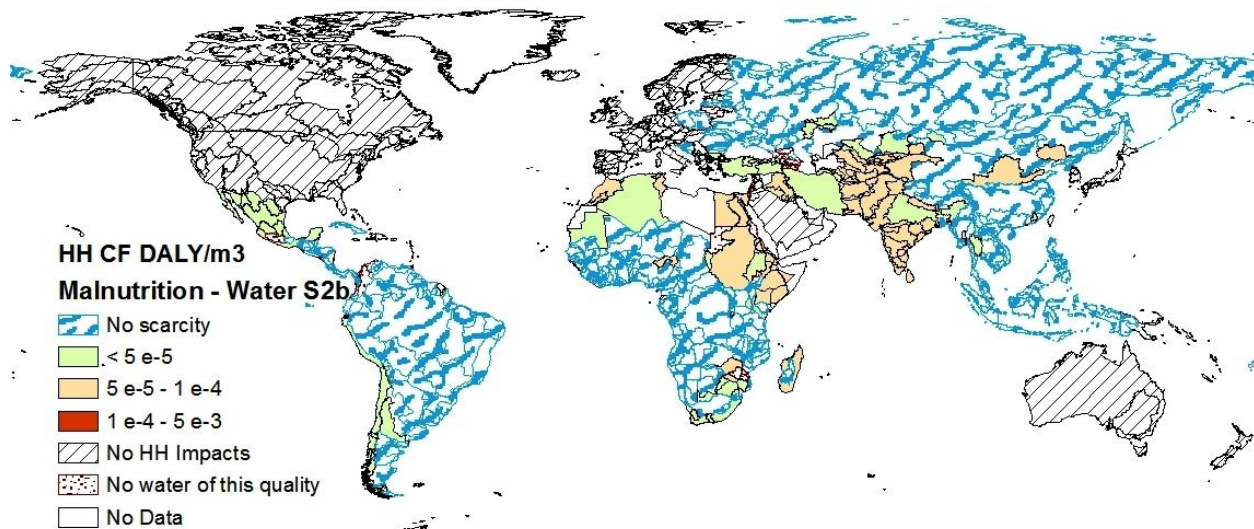 HH CF DALY/m3
Malnutrition - Water S2b
No scarcity
< 5 e-5
5 e-5 - 1 e-4
1 e-4 - 5 e-3
No HH Impacts
No water of this quality
No Data